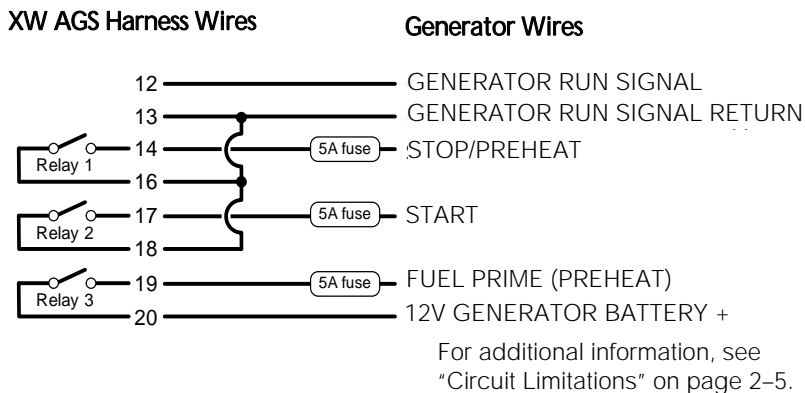 XW AGS Harness Wires
Generator Wires
12 GENERATOR RUN SIGNAL
13 GENERATOR RUN SIGNAL RETURN
14 5A fuse STOP/PREHEAT
Relay 1
16
17 5A fuse START
Relay 2
18
19 5A fuse FUEL PRIME (PREHEAT)
Relay 3
20 12V GENERATOR BATTERY +
For additional information, see
"Circuit Limitations" on page 2–5.